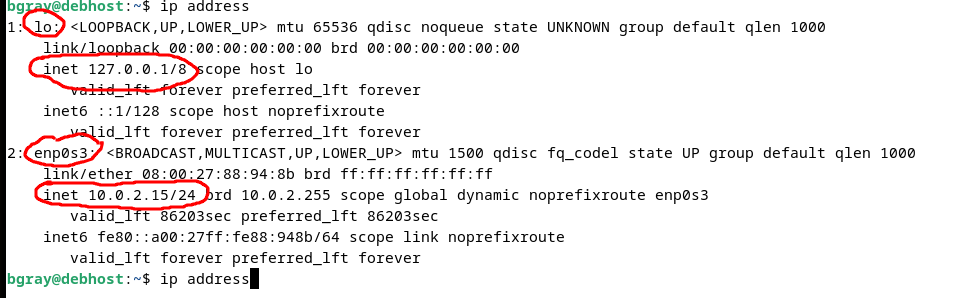 bgray@debhost:~$ ip address
1: lo: <LOOPBACK,UP,LOWER_UP> mtu 65536 qdisc noqueue state UNKNOWN group default qlen 1000
link/loopback 00:00:00:00:00:00 brd 00:00:00:00:00:00
inet 127.0.0.1/8 scope host lo
valid_lft forever preferred_lft forever
inet6 ::1/128 scope host noprefixroute
valid_lft forever preferred_lft forever
2: enp0s3: <BROADCAST,MULTICAST,UP,LOWER_UP> mtu 1500 qdisc fq_codel state UP group default qlen 1000
link/ether 08:00:27:88:94:8b brd ff:ff:ff:ff:ff:ff
inet 10.0.2.15/24 brd 10.0.2.255 scope global dynamic noprefixroute enp0s3
valid_lft 86203sec preferred_lft 86203sec
inet6 fe80::a00:27ff:fe88:948b/64 scope link noprefixroute
valid_lft forever preferred_lft forever
bgray@debhost:~$ ip address